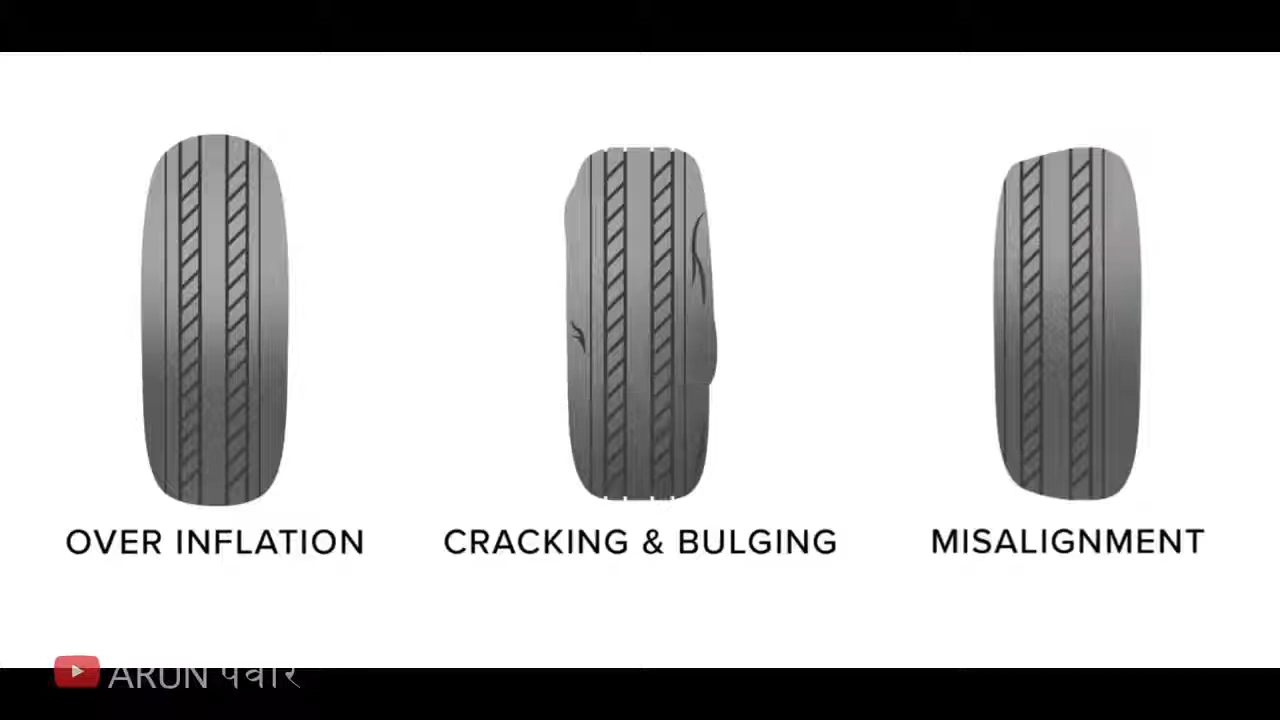 OVER INFLATION
CRACKING & BULGING
MISALIGNMENT
ARUN पवार